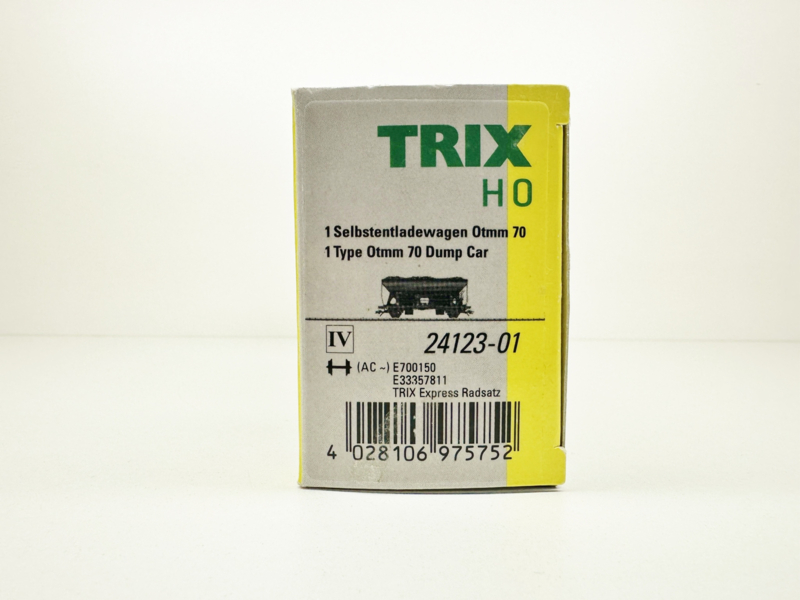 TRIX
HO
1 Selbstentladewagen Otmm 70
1 Type Otmm 70 Dump Car
IV 24123-01
(AC ~) E700150
E33357811
TRIX Express Radsatz
4 028106 975752